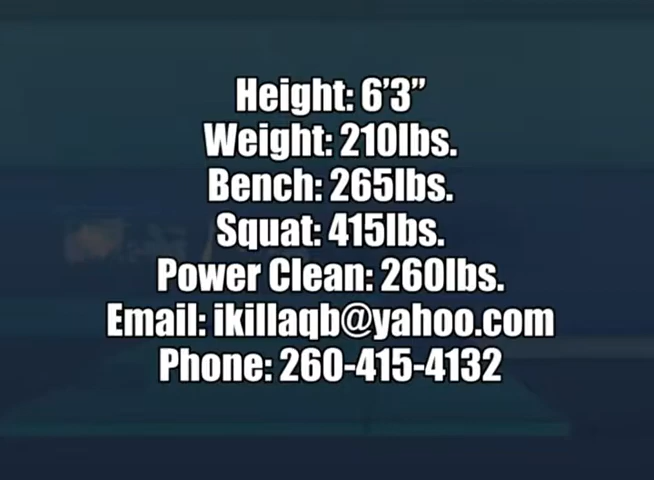 Height: 6’3”
Weight: 210lbs.
Bench: 265lbs.
Squat: 415lbs.
Power Clean: 260lbs.
Email: ikillaqb@yahoo.com
Phone: 260-415-4132